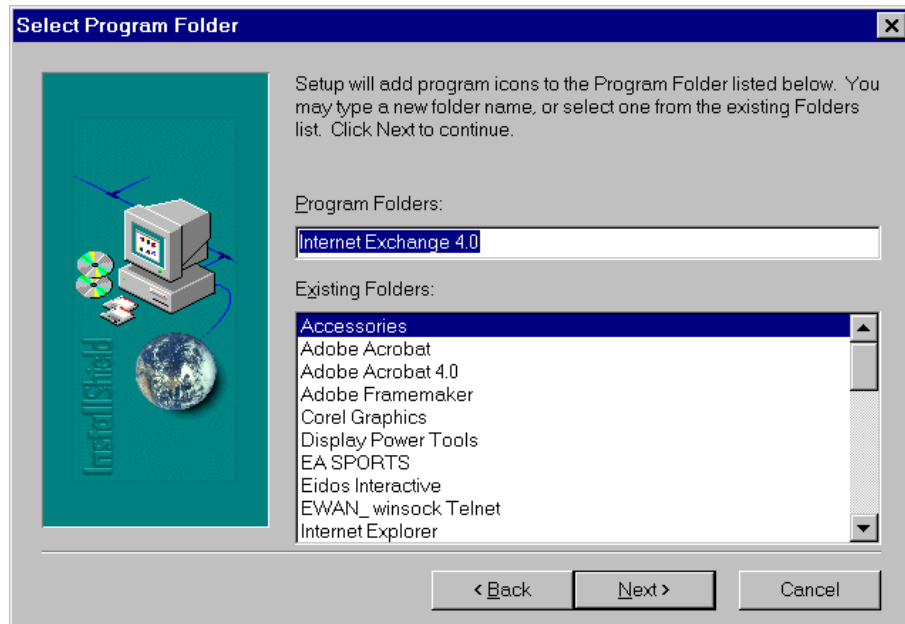 Select Program Folder
Setup will add program icons to the Program Folder listed below. You
may type a new folder name, or select one from the existing Folders
list. Click Next to continue.
Program Folders:
Internet Exchange 4.0
Existing Folders:
Accessories
Adobe Acrobat
Adobe Acrobat 4.0
Adobe Framemaker
Corel Graphics
Display Power Tools
EA SPORTS
Eidos Interactive
EWAN_ winsock Telnet
Internet Explorer
InstallShield
< Back
Next >
Cancel